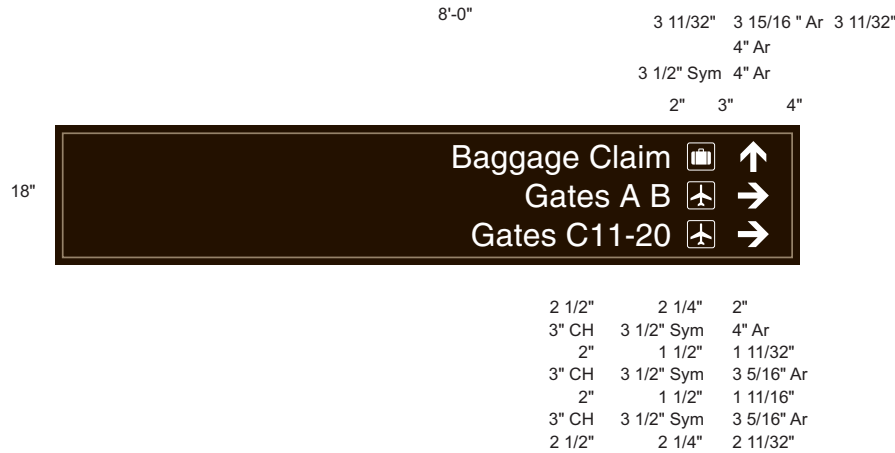 8'-0"
3 11/32" 3 15/16 " Ar 3 11/32"
4" Ar
3 1/2" Sym 4" Ar
2" 3" 4"
18"
Baggage Claim
Gates A B
Gates C11-20
2 1/2" 2 1/4" 2"
3" CH 3 1/2" Sym 4" Ar
2" 1 1/2" 1 11/32"
3" CH 3 1/2" Sym 3 5/16" Ar
2" 1 1/2" 1 11/16"
3" CH 3 1/2" Sym 3 5/16" Ar
2 1/2" 2 1/4" 2 11/32"